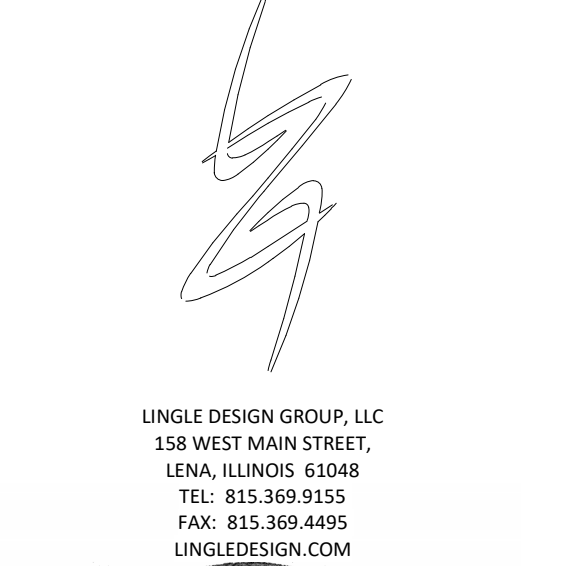 LINGLE DESIGN GROUP, LLC
158 WEST MAIN STREET,
LENA, ILLINOIS  61048
TEL:  815.369.9155
FAX:  815.369.4495
LINGLEDESIGN.COM